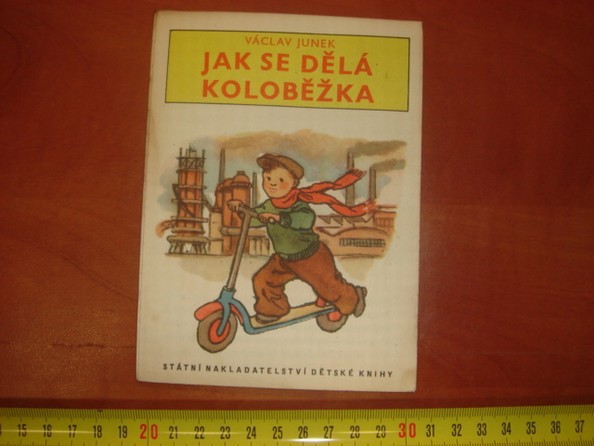 VÁCLAV JUNEK
JAK SE DĚLÁ
KOLOBĚŽKA
STÁTNÍ NAKLADATELSTVÍ DĚTSKÉ KNIHY
15 16 17 18 19 20 21 22 23 24 25 26 27 28 29 30 31 32 33 34 35 36 37